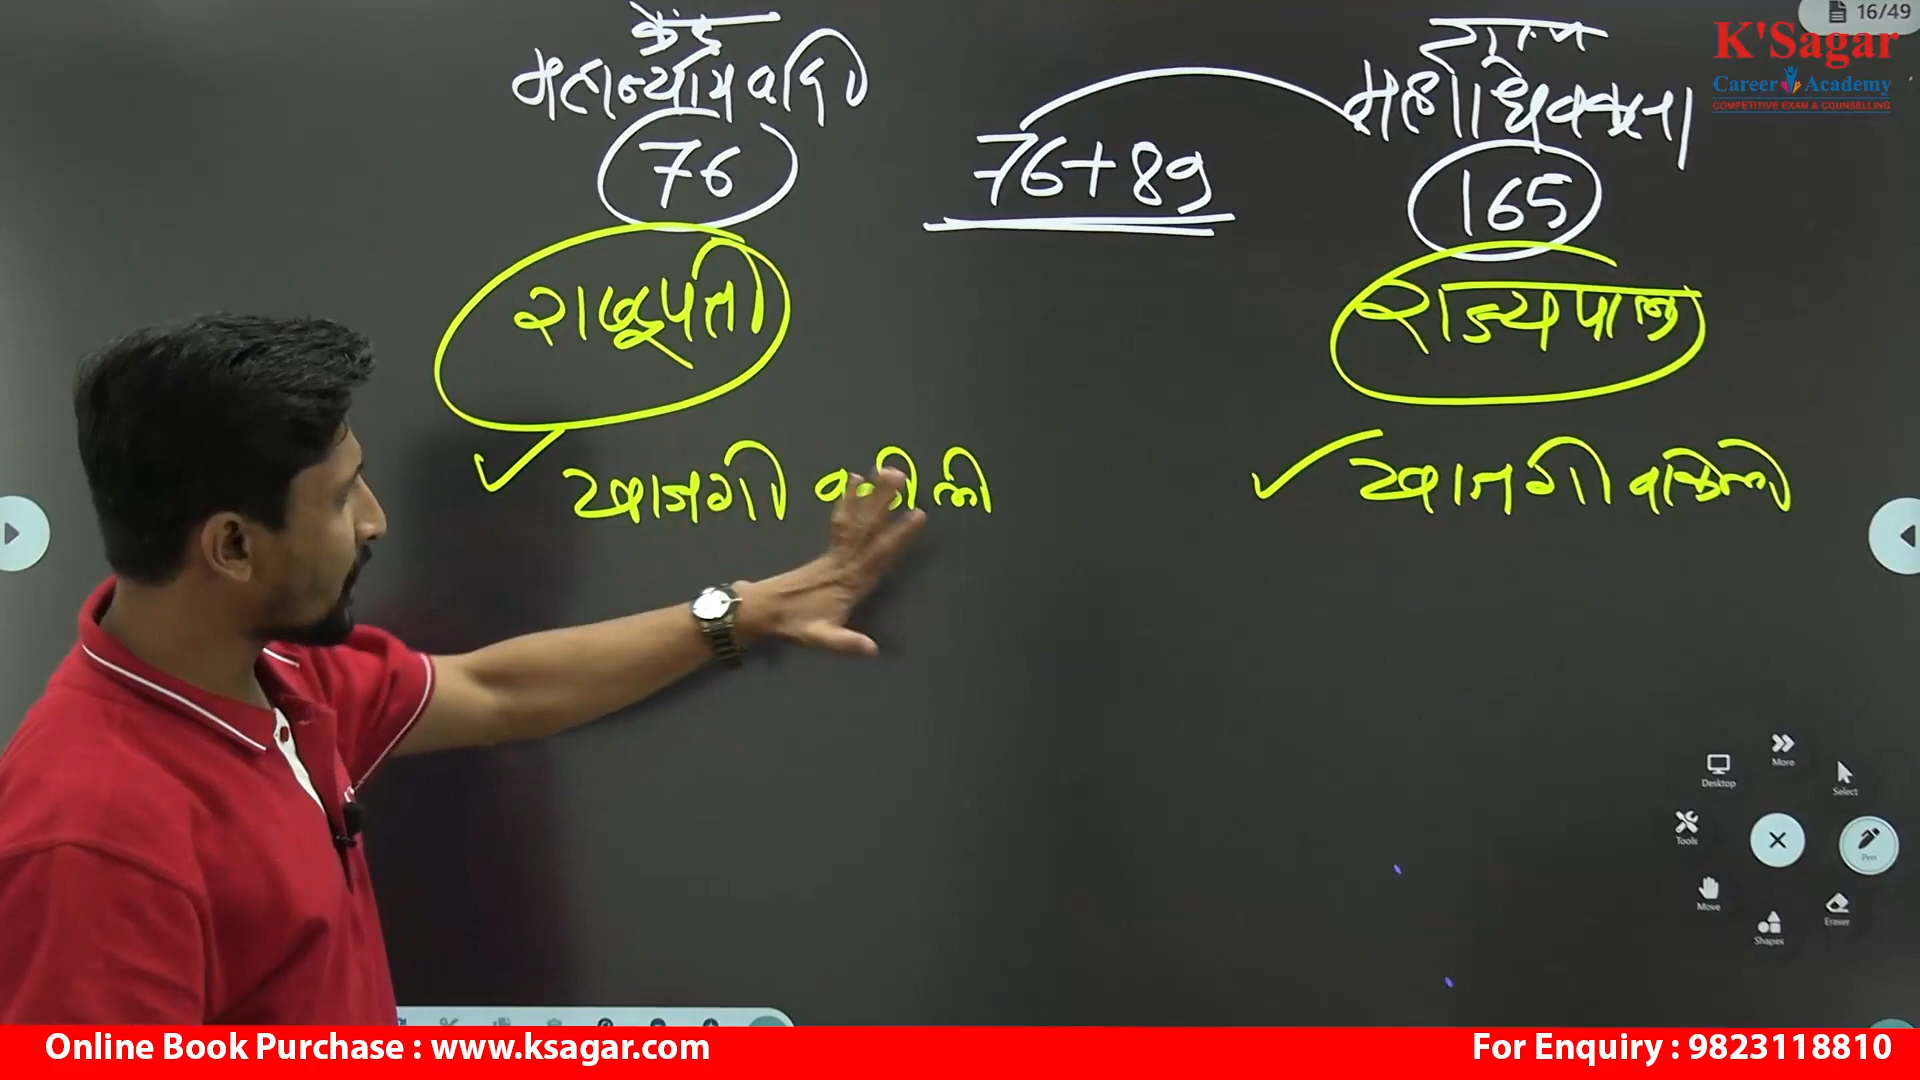 16/49
K'Sagar
Career Academy
COMPETITIVE EXAM & COUNSELLING
केंद्र
महान्यायवादी
76
76+89
राज्य
महाधिवक्ता
165
राष्ट्रपती
राज्यपाल
खाजगी वकीली
खाजगी वकिली
More
Desktop
Select
Tools
Pen
Move
Eraser
Shapes
Online Book Purchase : www.ksagar.com
For Enquiry : 9823118810